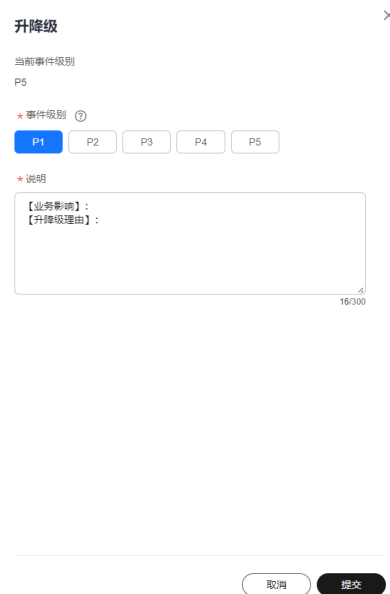 升降级
当前事件级别
P5
* 事件级别 ?
P1 P2 P3 P4 P5
* 说明
【业务影响】:
【升降级理由】:
16/300
取消 提交